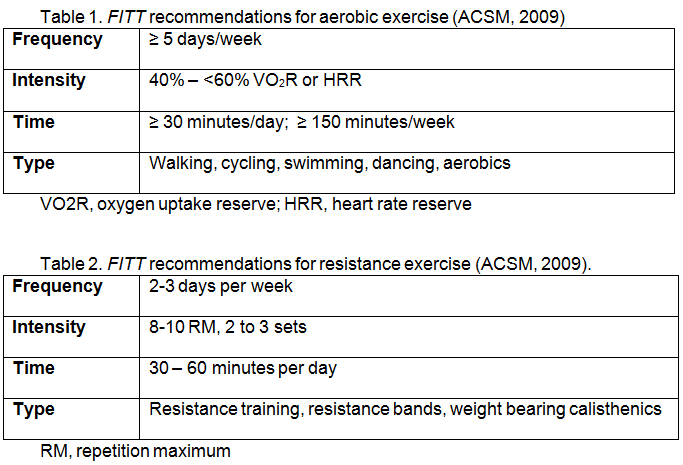 Table 1. FITT recommendations for aerobic exercise (ACSM, 2009)
Frequency ≥ 5 days/week
Intensity 40% – <60% VO₂R or HRR
Time ≥ 30 minutes/day; ≥ 150 minutes/week
Type Walking, cycling, swimming, dancing, aerobics
VO2R, oxygen uptake reserve; HRR, heart rate reserve
Table 2. FITT recommendations for resistance exercise (ACSM, 2009).
Frequency 2-3 days per week
Intensity 8-10 RM, 2 to 3 sets
Time 30 – 60 minutes per day
Type Resistance training, resistance bands, weight bearing calisthenics
RM, repetition maximum